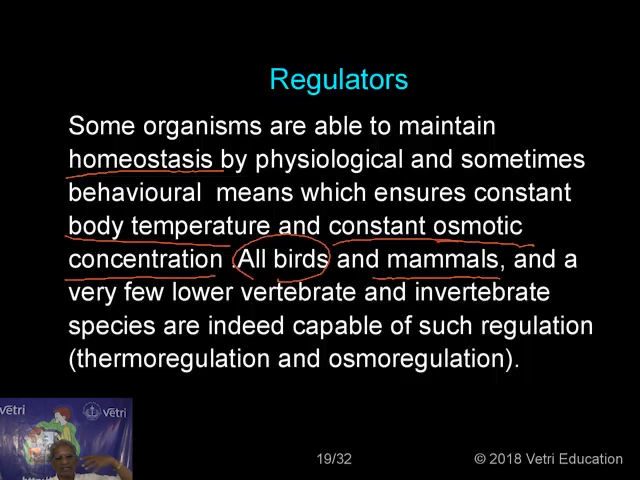 Regulators
Some organisms are able to maintain
homeostasis by physiological and sometimes
behavioural means which ensures constant
body temperature and constant osmotic
concentration .All birds and mammals, and a
very few lower vertebrate and invertebrate
species are indeed capable of such regulation
(thermoregulation and osmoregulation).
Vētri
Vētri
19/32
© 2018 Vetri Education